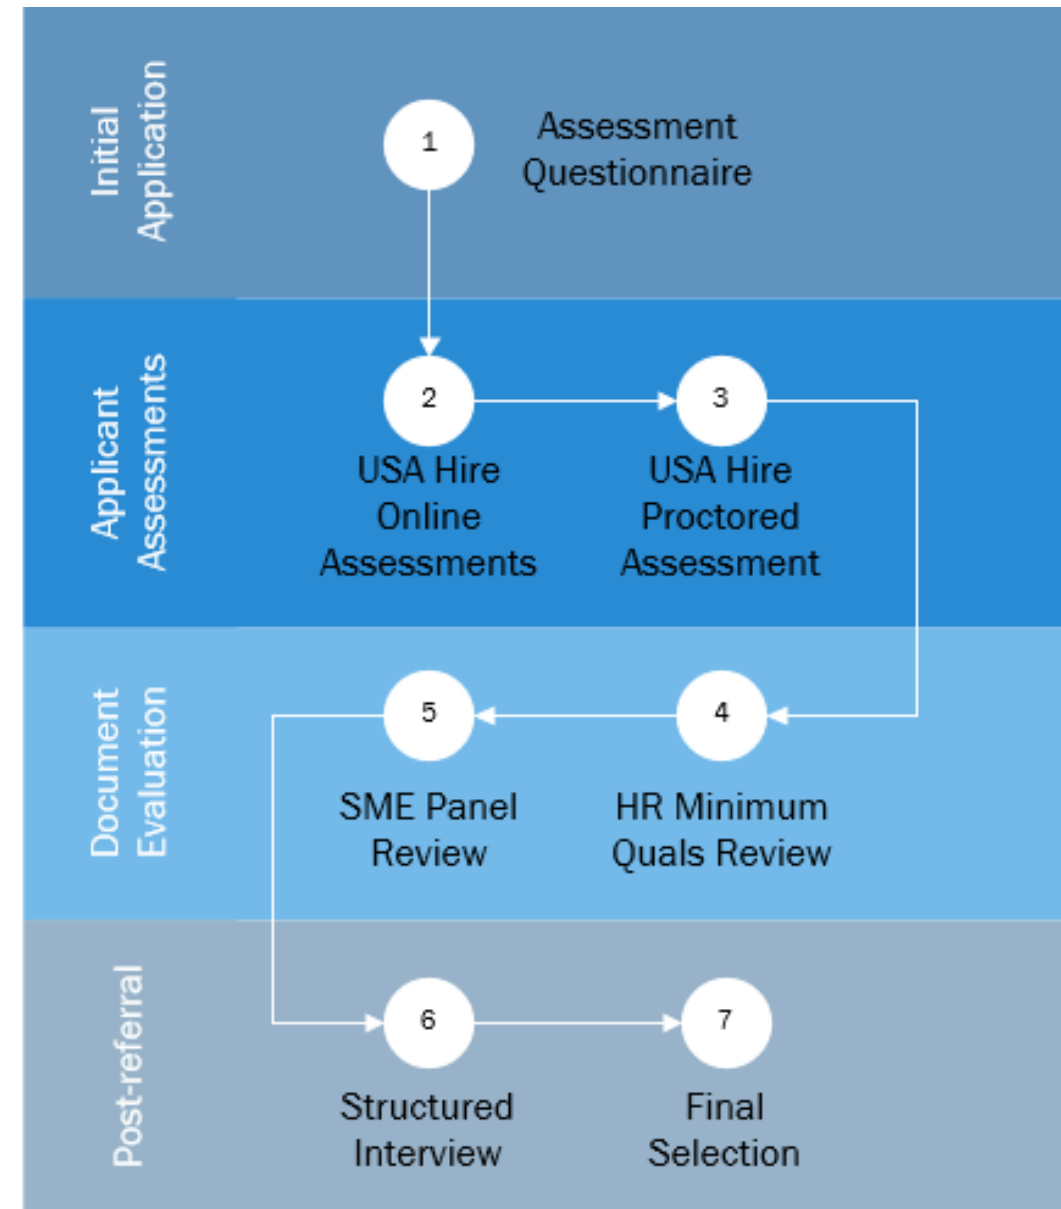 Initial
Application
1
Assessment
Questionnaire
Applicant
Assessments
2
3
USA Hire
Online
Assessments
USA Hire
Proctored
Assessment
Document
Evaluation
5
4
SME Panel
Review
HR Minimum
Quals Review
Post-referral
6
7
Structured
Interview
Final
Selection